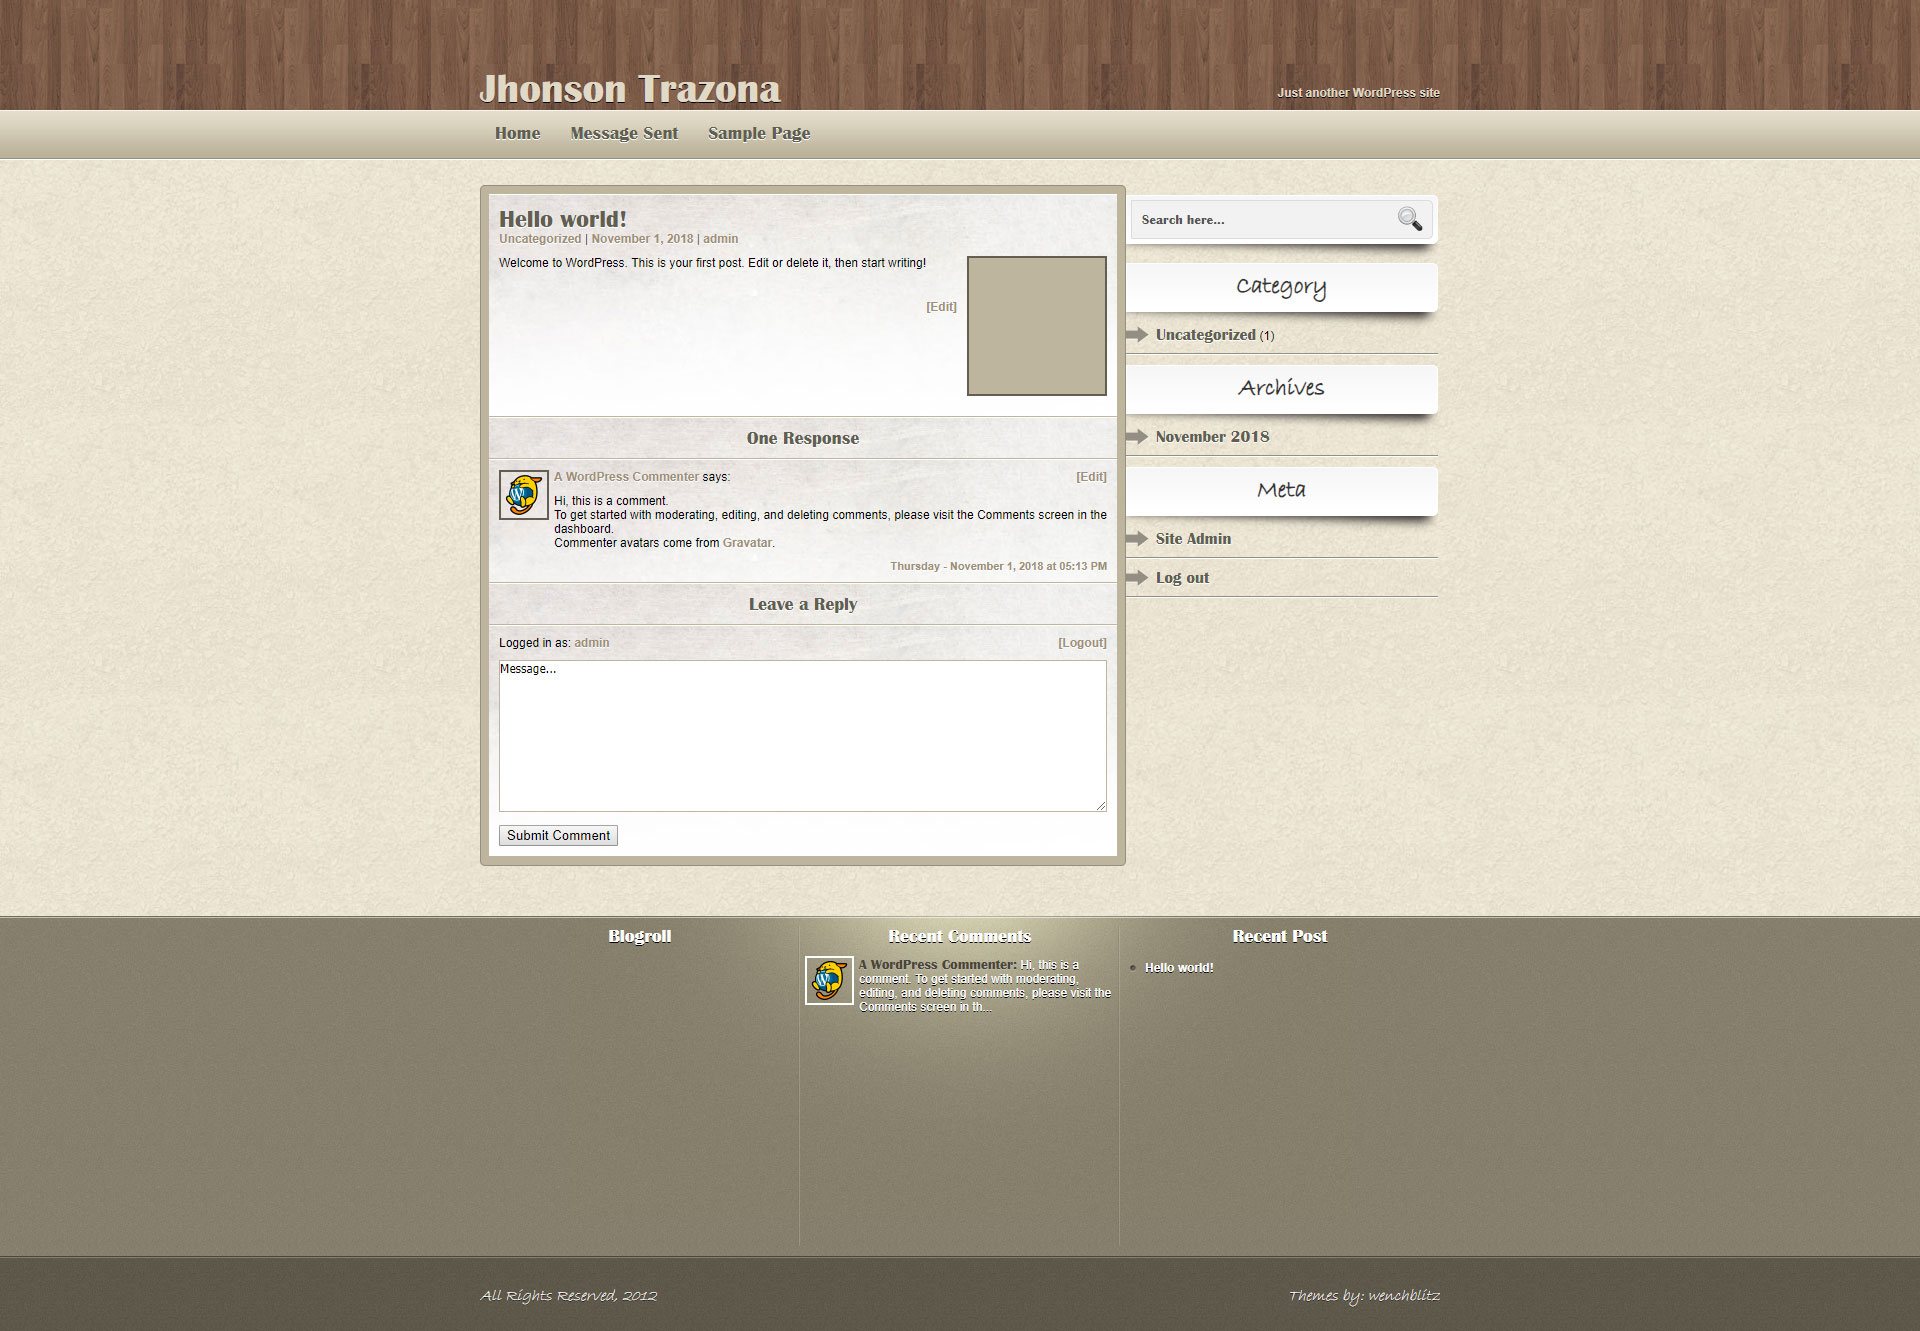 Jhonson Trazona
Just another WordPress site
Home
Message Sent
Sample Page
Hello world!
Uncategorized | November 1, 2018 | admin
Welcome to WordPress. This is your first post. Edit or delete it, then start writing!
[Edit]
One Response
A WordPress Commenter says:
[Edit]
Hi, this is a comment.
To get started with moderating, editing, and deleting comments, please visit the Comments screen in the
dashboard.
Commenter avatars come from Gravatar.
Thursday - November 1, 2018 at 05:13 PM
Leave a Reply
Logged in as: admin
[Logout]
Message...
Submit Comment
Search here...
Category
Uncategorized (1)
Archives
November 2018
Meta
Site Admin
Log out
Blogroll
Recent Comments
A WordPress Commenter: Hi, this is a
comment. To get started with moderating,
editing, and deleting comments, please visit the
Comments screen in th...
Recent Post
Hello world!
All Rights Reserved, 2012
Themes by: wenchblitz